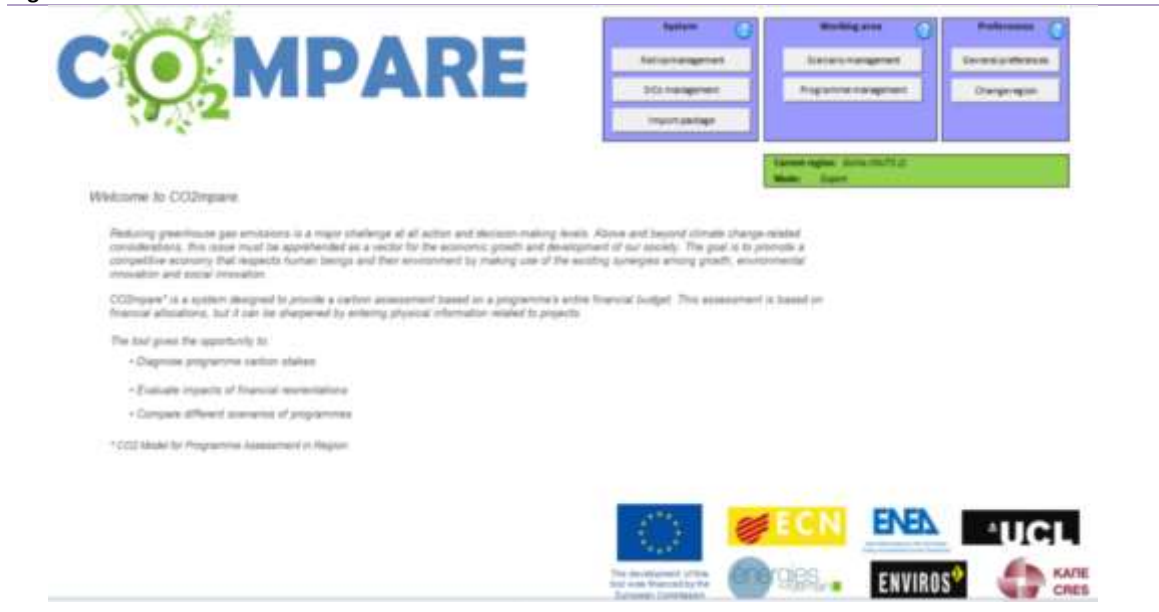 CO2MPARE
System
Working area
Preferences
Ratios management
Scenario management
General preferences
SCs management
Programme management
Change region
Import package
Current region:
Mode: Expert
Welcome to CO2mpare
Reducing greenhouse gas emissions is a major challenge at all action and decision-making levels. Above and beyond climate change-related
considerations, this issue must be apprehended as a vector for the economic growth and development of our society. The goal is to promote a
competitive economy that respects human beings and their environment by making use of the existing synergies among growth, environmental
innovation and social innovation.
CO2mpare* is a system designed to provide a carbon assessment based on a programme's entire financial budget. This assessment is based on
financial allocations, but it can be sharpened by entering physical information related to projects.
The tool gives the opportunity to:
• Diagnose programme carbon stakes
• Evaluate impacts of financial reorientations
• Compare different scenarios of programmes
* CO2 Model for Programme Assessment in Region
ECN
ENEA
UCL
The development of this
tool was financed by the
European Commission
energies
demain
ENVIROS
ΚΑΠΕ
CRES